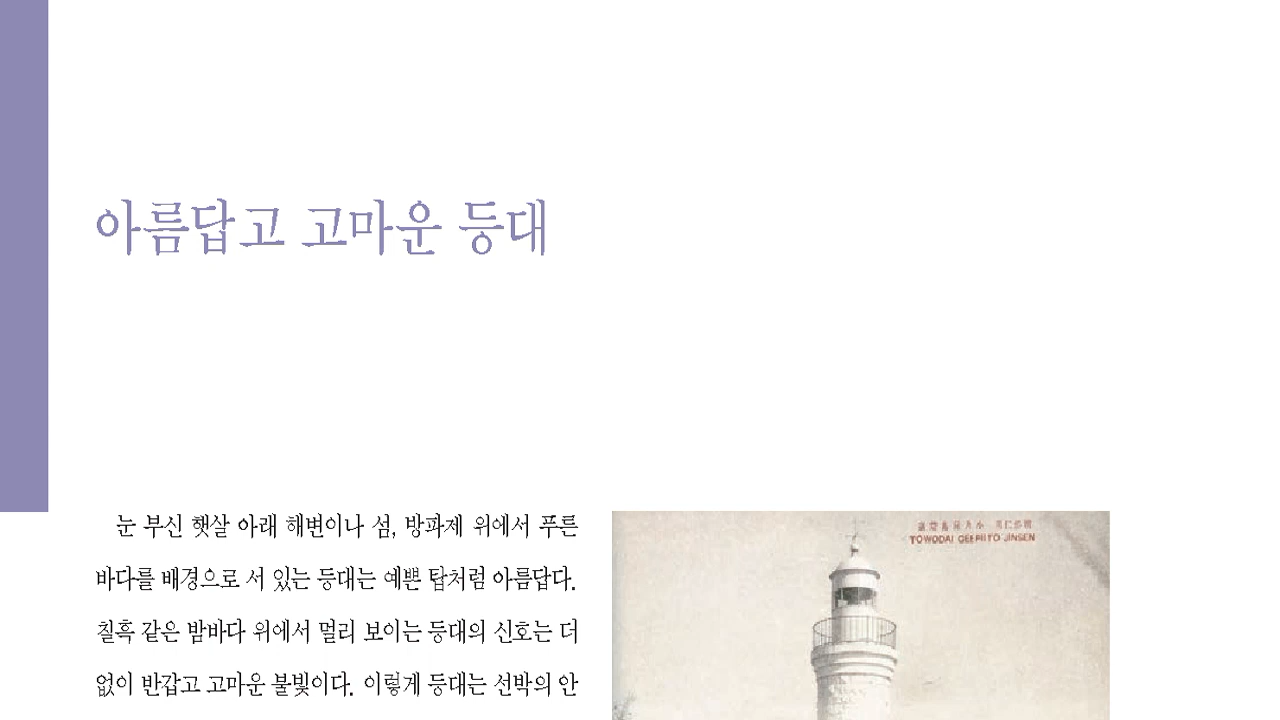 아름답고 고마운 등대
눈 부신 햇살 아래 해변이나 섬, 방파제 위에서 푸른
바다를 배경으로 서 있는 등대는 예쁜 탑처럼 아름답다.
칠흑 같은 밤바다 위에서 멀리 보이는 등대의 신호는 더
없이 반갑고 고마운 불빛이다. 이렇게 등대는 선박의 안
TOWODAI GEPPITO JINSEN